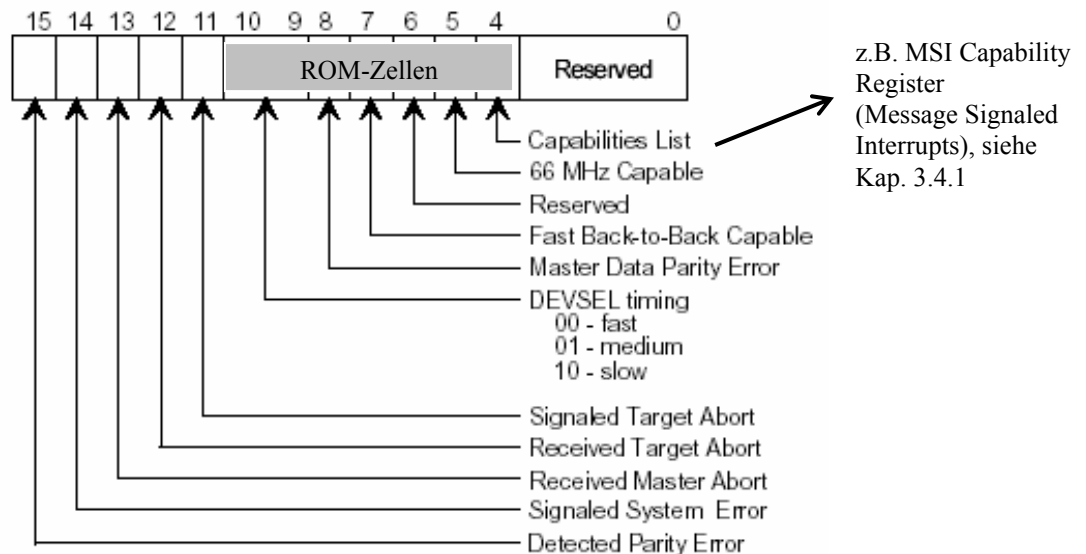 15 14 13 12 11 10 9 8 7 6 5 4 0
ROM-Zellen
Reserved
z.B. MSI Capability
Register
(Message Signaled
Interrupts), siehe
Kap. 3.4.1
Capabilities List
66 MHz Capable
Reserved
Fast Back-to-Back Capable
Master Data Parity Error
DEVSEL timing
00 - fast
01 - medium
10 - slow
Signaled Target Abort
Received Target Abort
Received Master Abort
Signaled System Error
Detected Parity Error